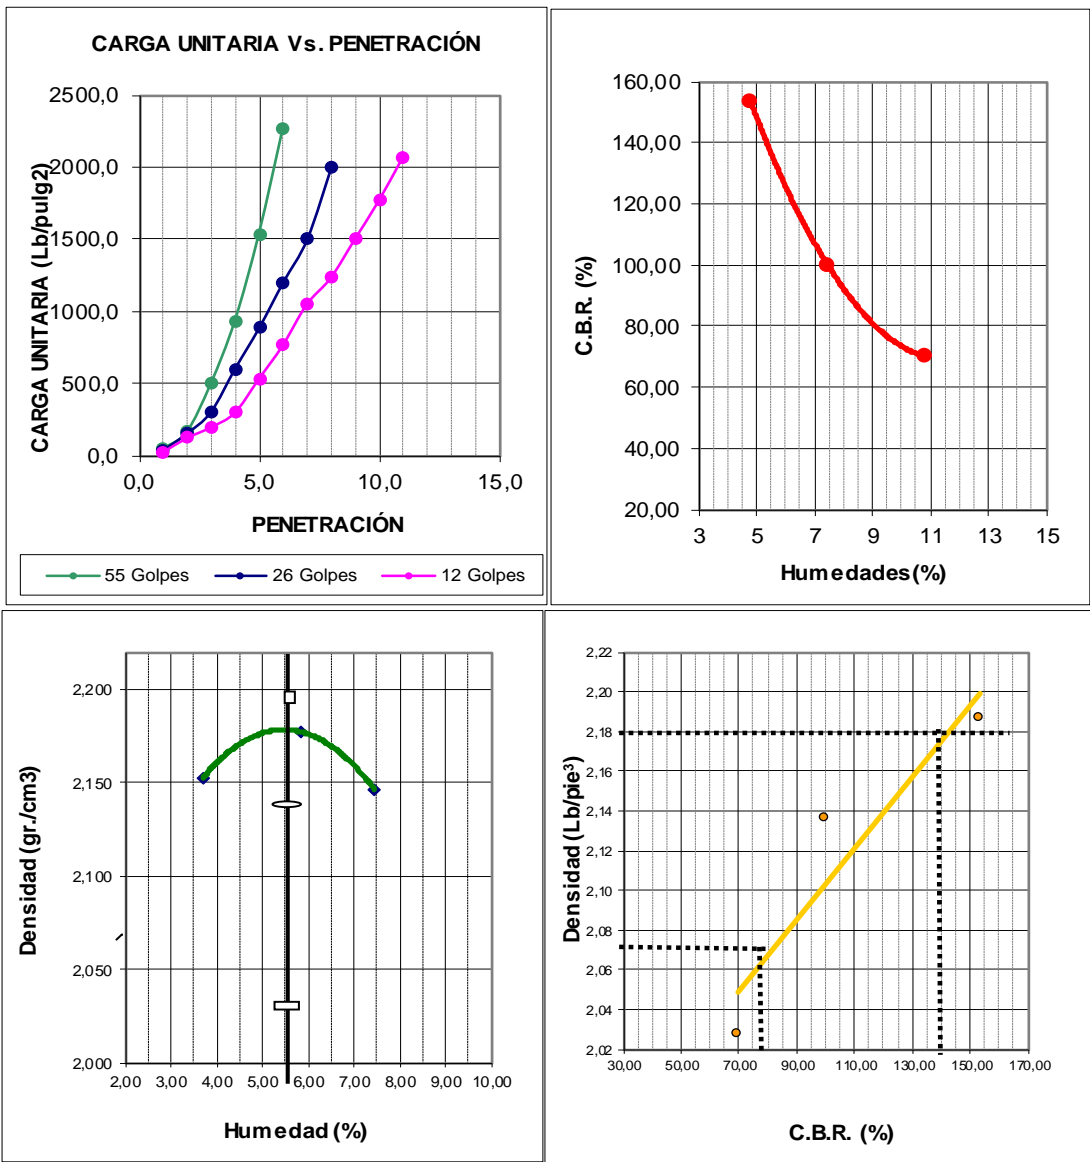 CARGA UNITARIA Vs. PENETRACIÓN
CARGA UNITARIA (Lb/pulg2)
2500,0
2000,0
1500,0
1000,0
500,0
0,0
0,0 5,0 10,0 15,0
PENETRACIÓN
55 Golpes 26 Golpes 12 Golpes
C.B.R. (%)
160,00
140,00
120,00
100,00
80,00
60,00
40,00
20,00
3 5 7 9 11 13 15
Humedades (%)
Densidad (gr./cm3)
2,200
2,150
2,100
2,050
2,000
2,00 3,00 4,00 5,00 6,00 7,00 8,00 9,00 10,00
Humedad (%)
Densidad (Lb/pie³)
2,22
2,20
2,18
2,16
2,14
2,12
2,10
2,08
2,06
2,04
2,02
30,00 50,00 70,00 90,00 110,00 130,00 150,00 170,00
C.B.R. (%)